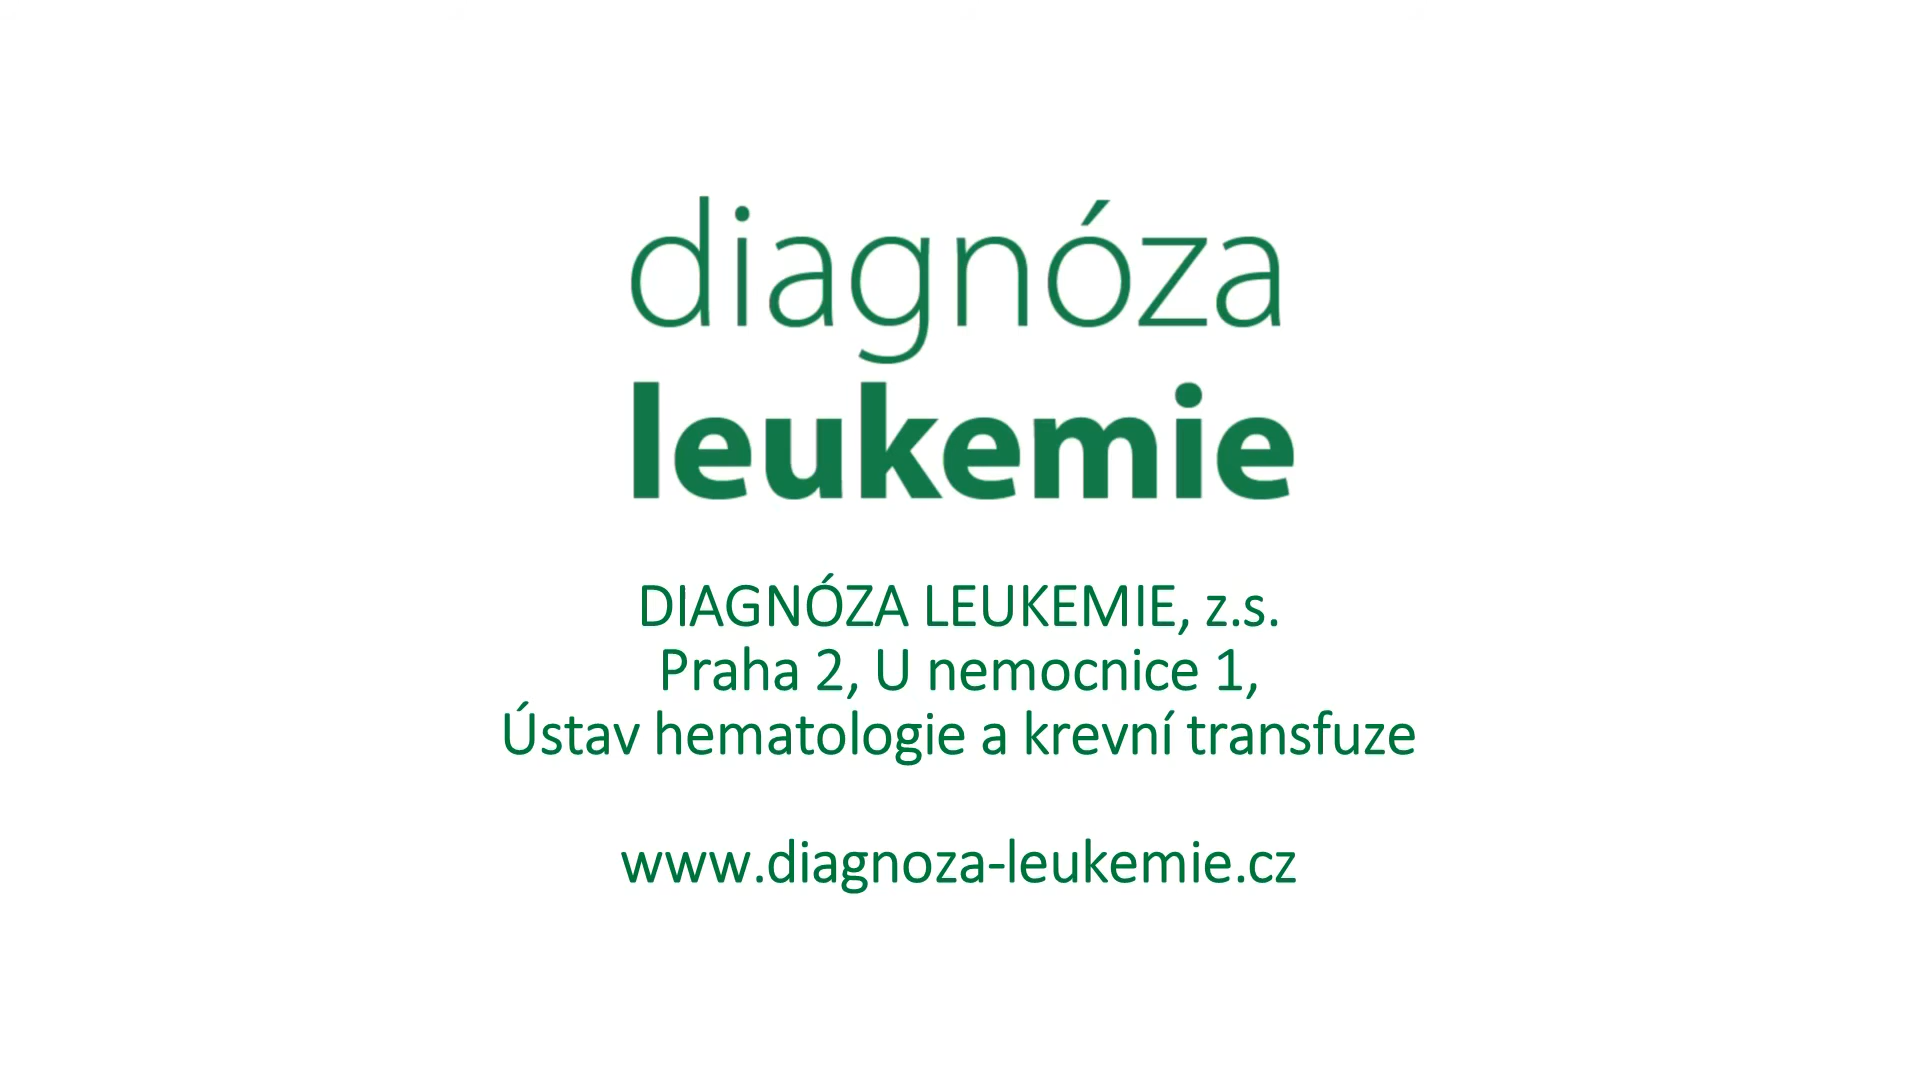 diagnóza
leukemie
DIAGNÓZA LEUKEMIE, z.s.
Praha 2, U nemocnice 1,
Ústav hematologie a krevní transfuze
www.diagnoza-leukemie.cz